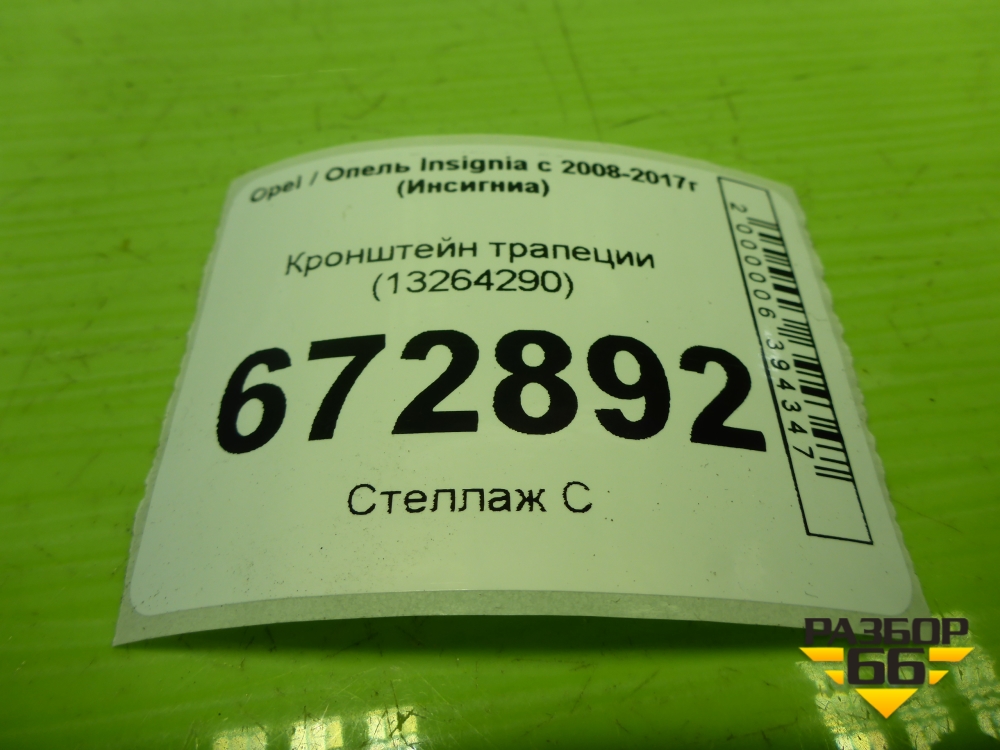 Opel / Опель Insignia с 2008-2017г
(Инсигниа)
Кронштейн трапеции
(13264290)
672892
Стеллаж С
2000006394347
РАЗБОР
66